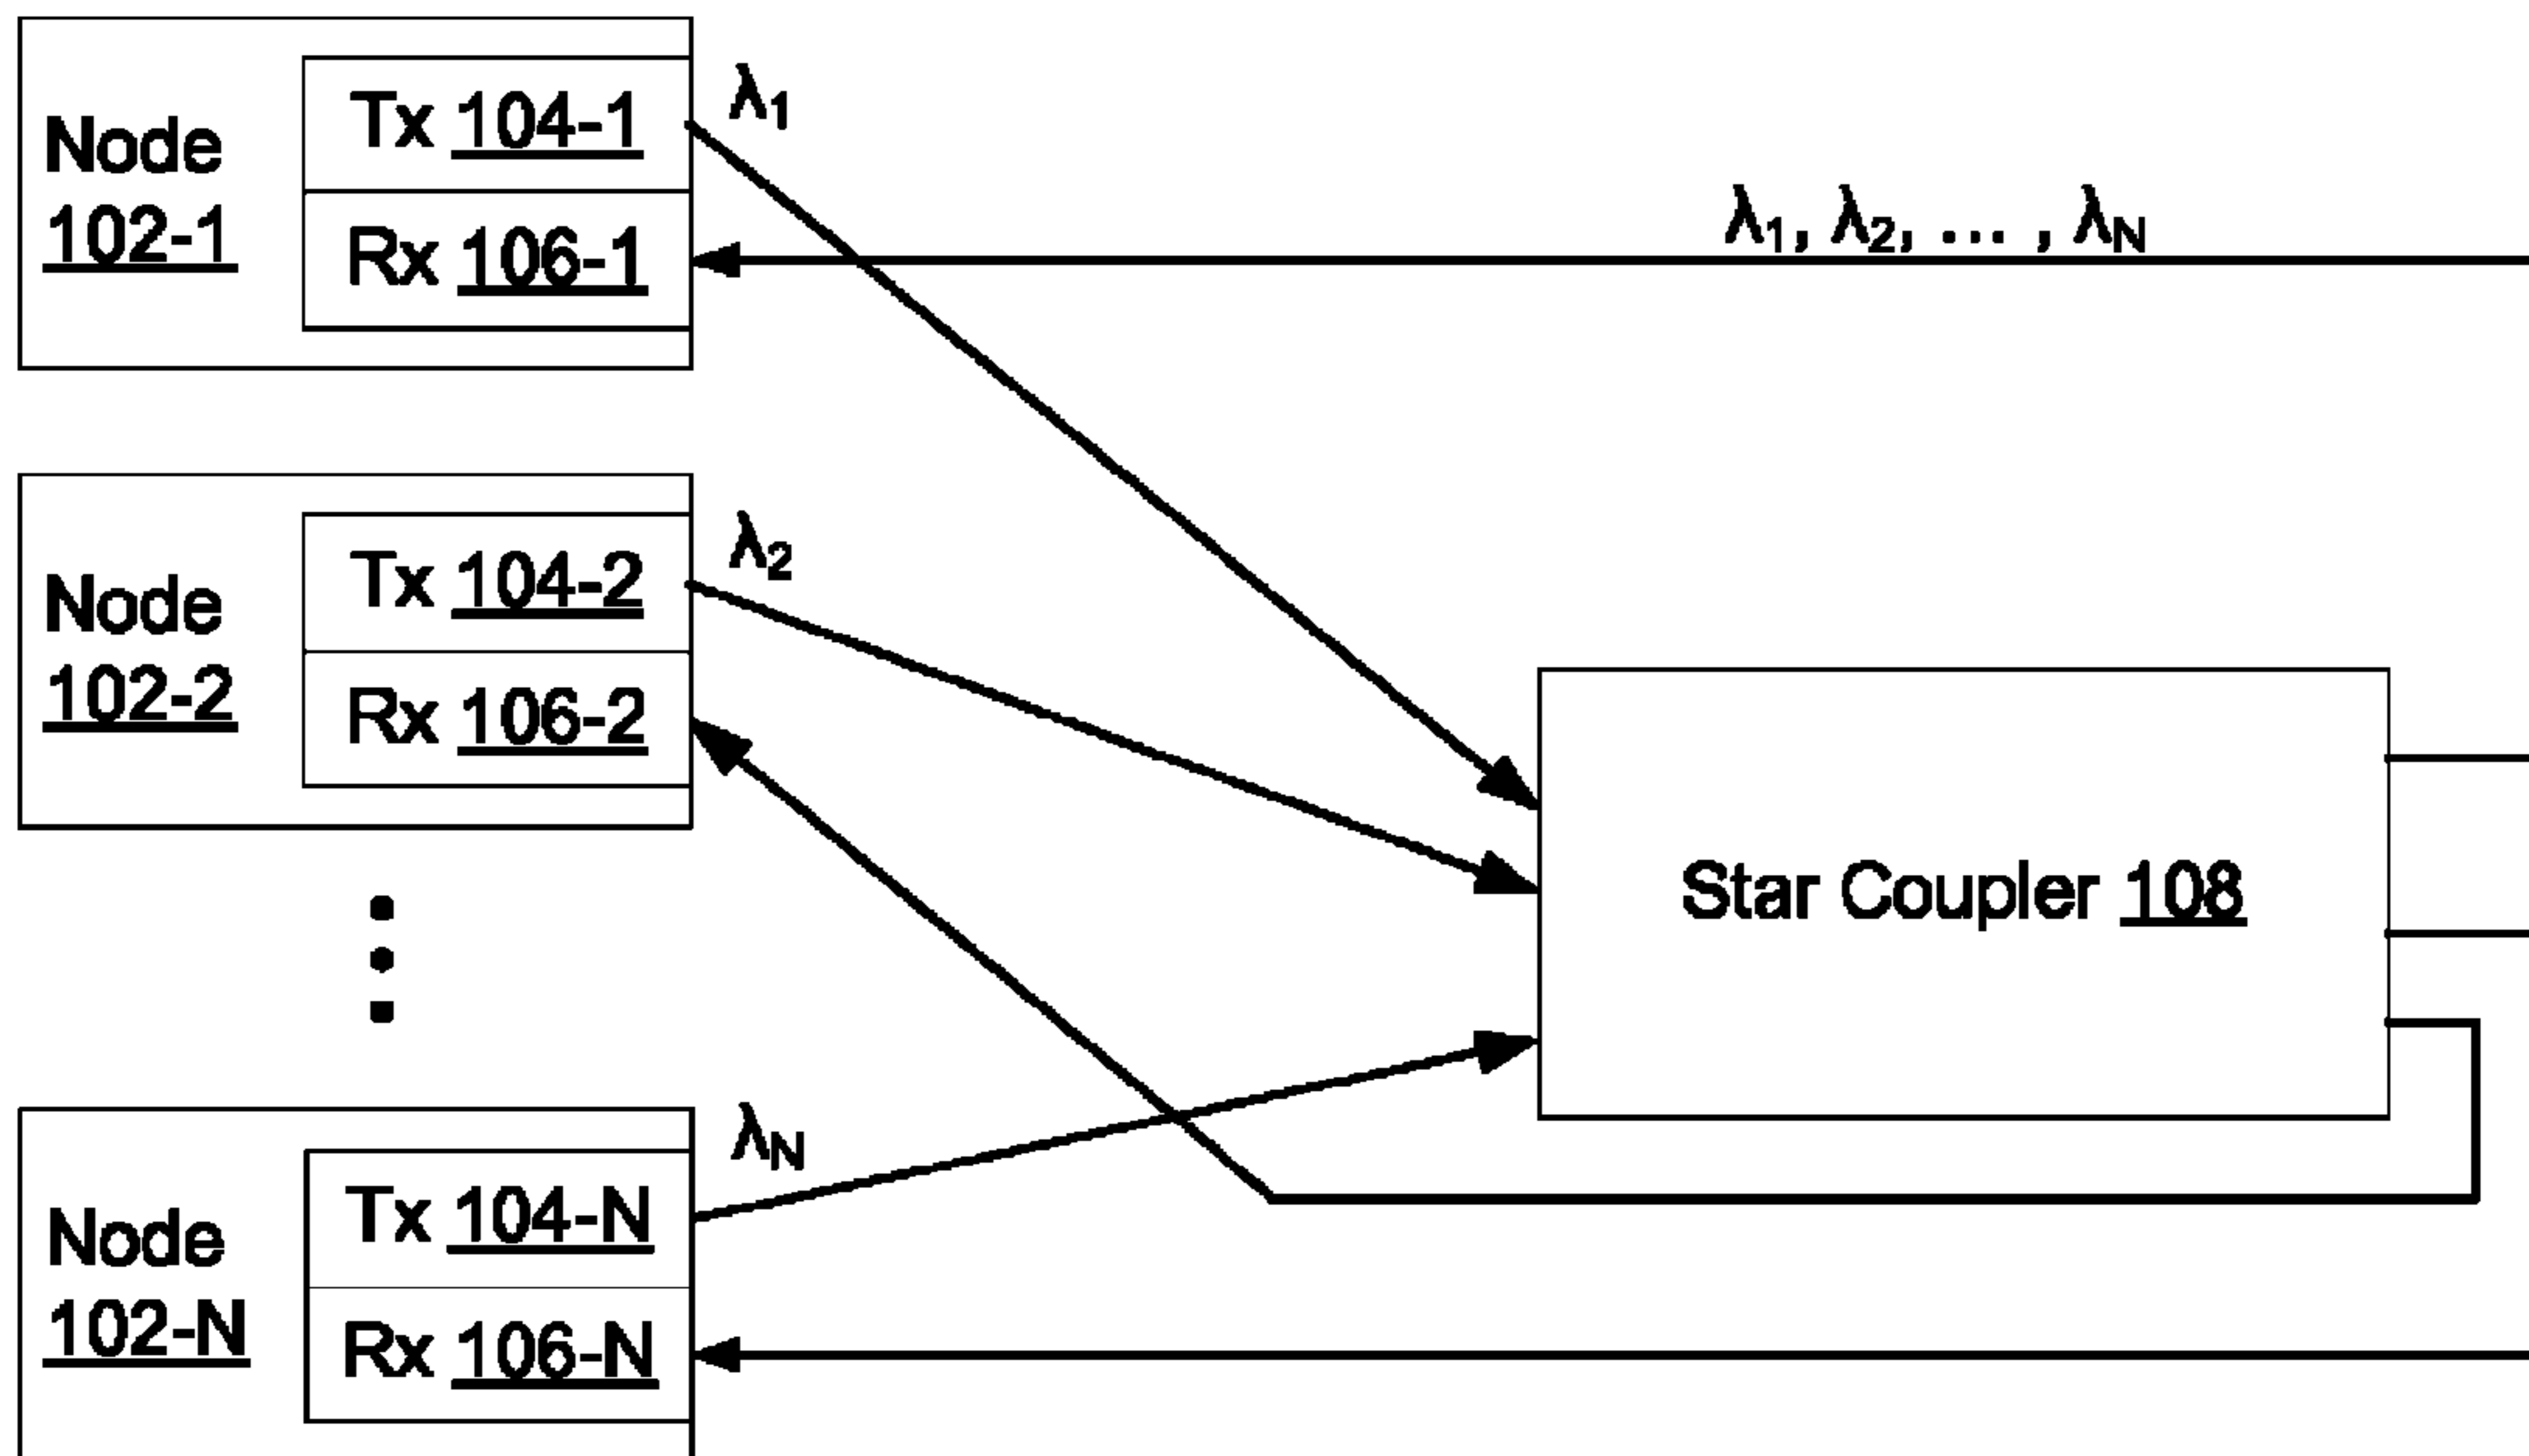 Node
102-1
Tx 104-1
Rx 106-1
λ1
λ1, λ2, ... , λN
Node
102-2
Tx 104-2
Rx 106-2
λ2
Star Coupler 108
Node
102-N
Tx 104-N
Rx 106-N
λN